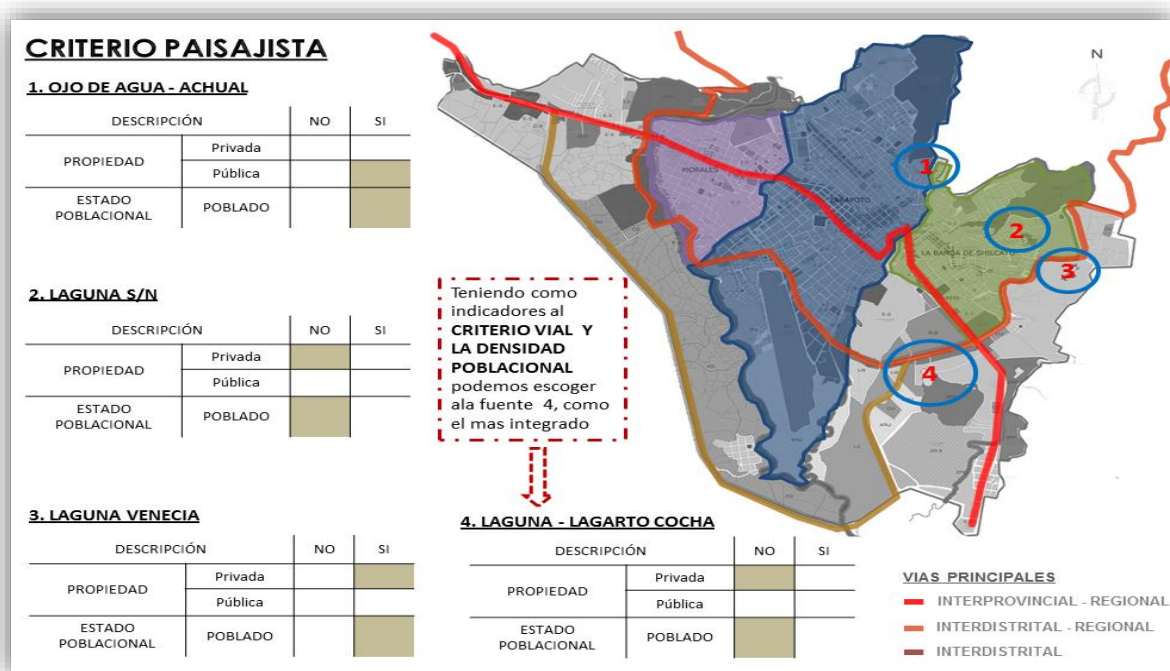 CRITERIO PAISAJISTA
1. OJO DE AGUA - ACHUAL
DESCRIPCIÓN NO SI
PROPIEDAD Privada
Pública
ESTADO POBLACIONAL POBLADO
2. LAGUNA S/N
DESCRIPCIÓN NO SI
PROPIEDAD Privada
Pública
ESTADO POBLACIONAL POBLADO
3. LAGUNA VENECIA
DESCRIPCIÓN NO SI
PROPIEDAD Privada
Pública
ESTADO POBLACIONAL POBLADO
Teniendo como
indicadores al
CRITERIO VIAL Y
LA DENSIDAD
POBLACIONAL
podemos escoger
ala fuente 4, como
el mas integrado
4. LAGUNA - LAGARTO COCHA
DESCRIPCIÓN NO SI
PROPIEDAD Privada
Pública
ESTADO POBLACIONAL POBLADO
N
MORALES
TARAPOTO
LA BANDA DE SHILCAYO
1
2
3
4
VIAS PRINCIPALES
INTERPROVINCIAL - REGIONAL
INTERDISTRITAL - REGIONAL
INTERDISTRITAL